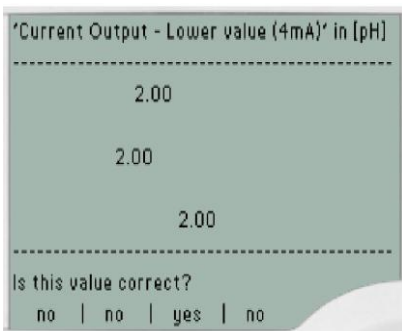 "Current Output - Lower value (4mA)" in [pH]
2.00
2.00
2.00
Is this value correct?
no | no | yes | no